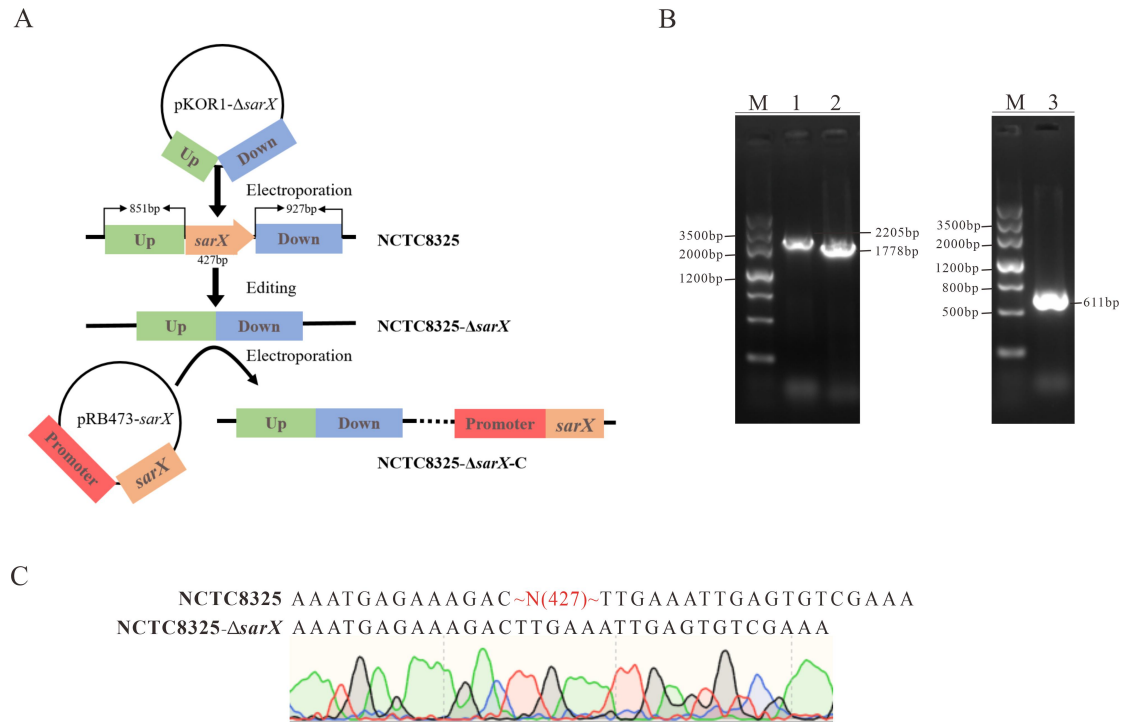 A
pKOR1-ΔsarX
Up
Down
Electroporation
851bp
927bp
Up
sarX
Down
NCTC8325
427bp
Editing
Up
Down
NCTC8325-ΔsarX
Electroporation
pRB473-sarX
Promoter
sarX
Up
Down
Promoter
sarX
NCTC8325-ΔsarX-C
B
M 1 2
3500bp
2000bp
1200bp
2205bp
1778bp
M 3
3500bp
2000bp
1200bp
800bp
500bp
611bp
C
NCTC8325 AAATGAGAAAGAC~N(427)~TTGAAATTGAGTGTCGAAA
NCTC8325-ΔsarX AAATGAGAAAGACTTGAAATTGAGTGTCGAAA